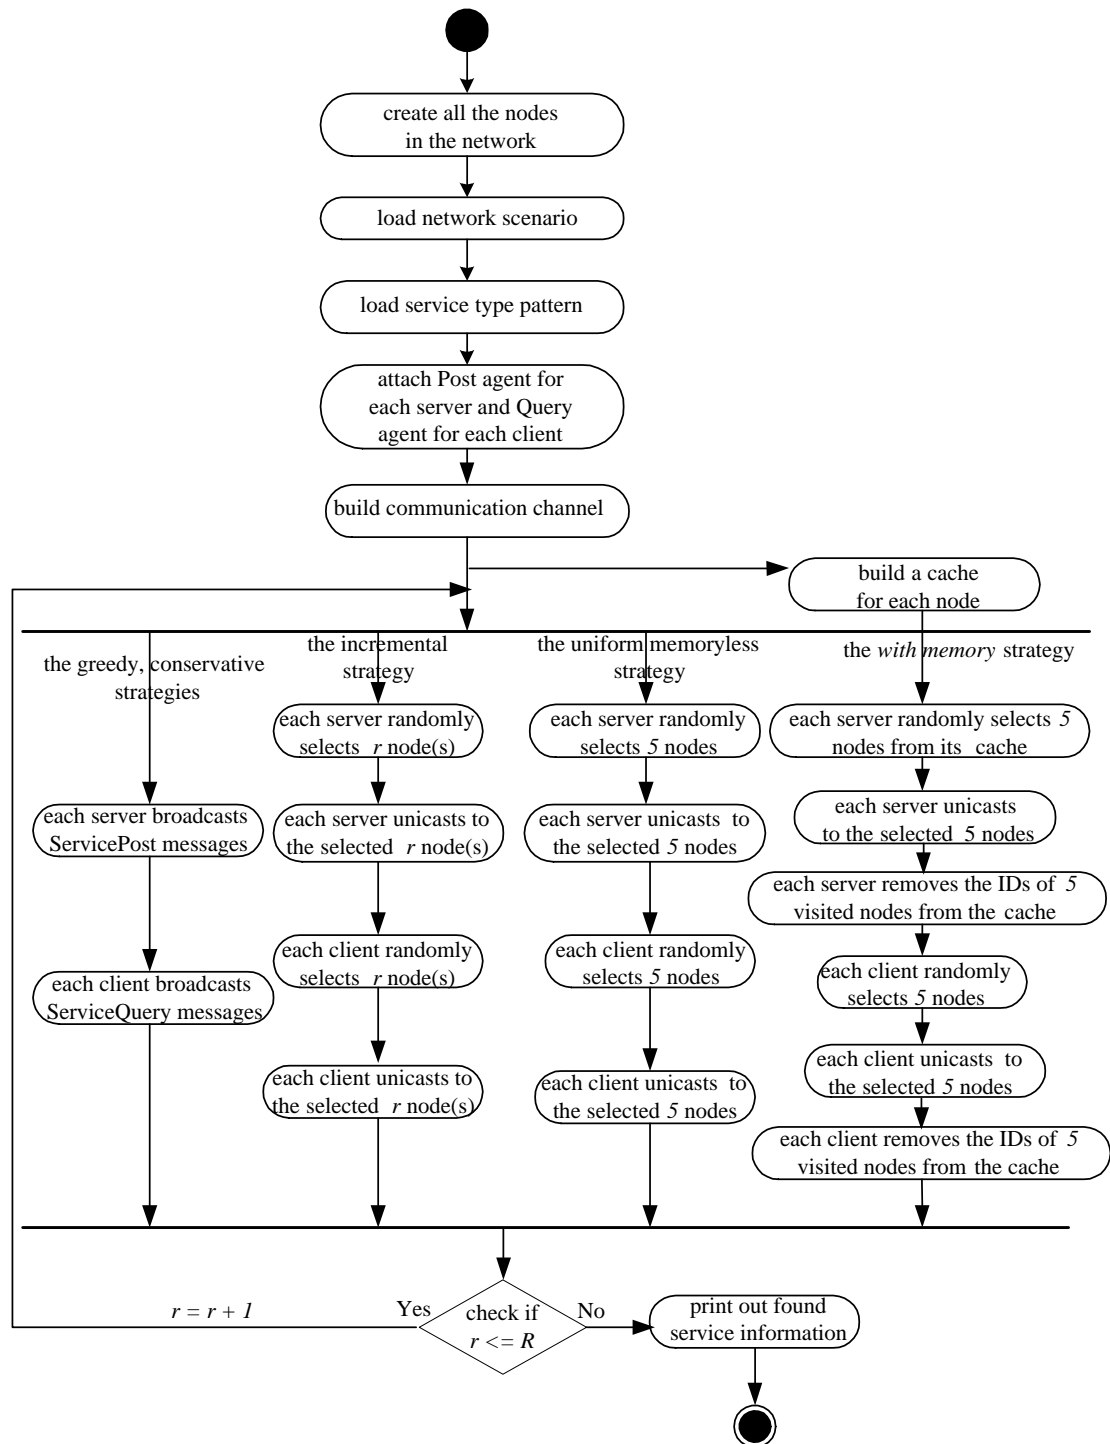 create all the nodes
in the network
load network scenario
load service type pattern
attach Post agent for
each server and Query
agent for each client
build communication channel
build a cache
for each node
the greedy, conservative
strategies
the incremental
strategy
the uniform memoryless
strategy
the with memory strategy
each server broadcasts
ServicePost messages
each client broadcasts
ServiceQuery messages
each server randomly
selects r node(s)
each server unicasts to
the selected r node(s)
each client randomly
selects r node(s)
each client unicasts to
the selected r node(s)
each server randomly
selects 5 nodes
each server unicasts to
the selected 5 nodes
each client randomly
selects 5 nodes
each client unicasts to
the selected 5 nodes
each server randomly selects 5
nodes from its cache
each server unicasts
to the selected 5 nodes
each server removes the IDs of 5
visited nodes from the cache
each client randomly
selects 5 nodes
each client unicasts to
the selected 5 nodes
each client removes the IDs of 5
visited nodes from the cache
r = r + 1
Yes
check if
r <= R
No
print out found
service information